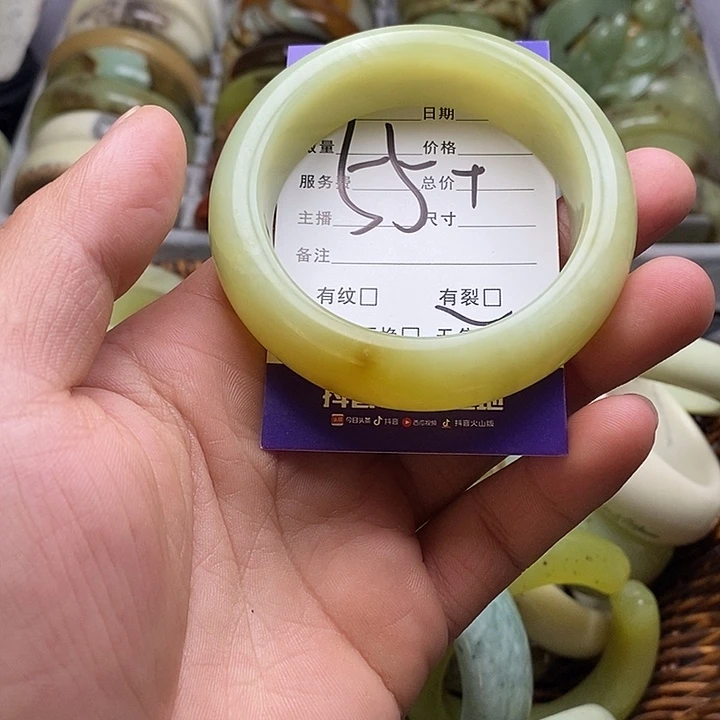 日期
数量 价格
服务费 总价
主播 尺寸
备注
55+
有纹□ 有裂□
今日头条 抖音 西瓜视频 抖音火山版